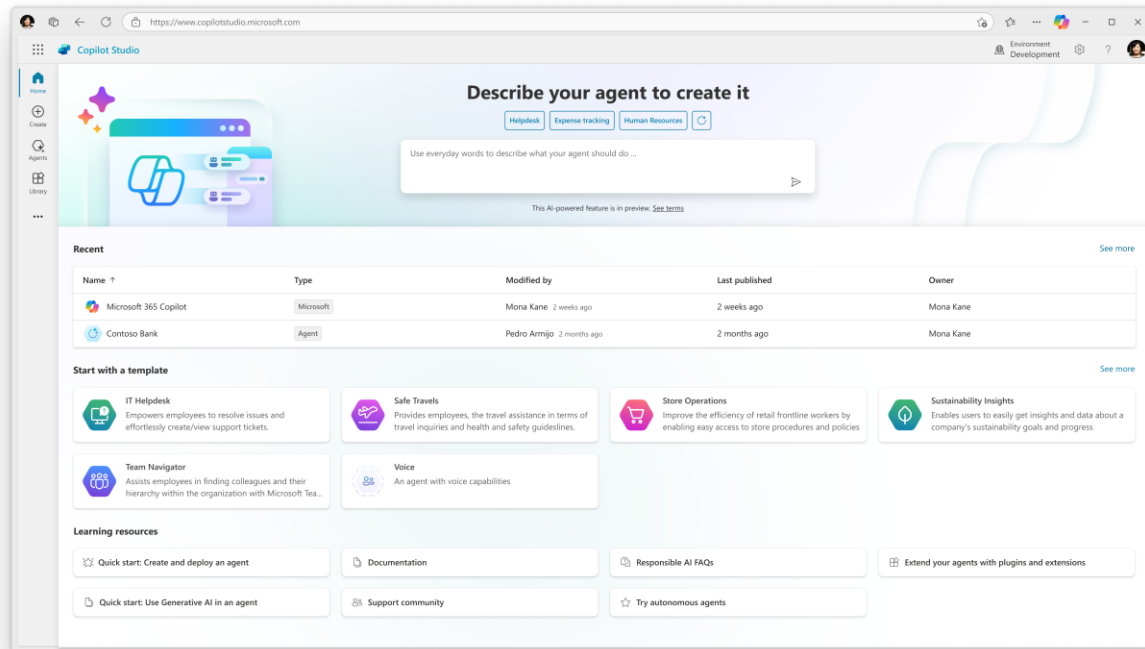 https://www.copilotstudio.microsoft.com
Copilot Studio
Environment
Development
?
Home
Create
Agents
Library
Describe your agent to create it
Helpdesk
Expense tracking
Human Resources
Use everyday words to describe what your agent should do ...
This AI-powered feature is in preview. See terms
Recent
See more
Name ↑ Type Modified by Last published Owner
Microsoft 365 Copilot Microsoft Mona Kane 2 weeks ago 2 weeks ago Mona Kane
Contoso Bank Agent Pedro Armijo 2 months ago 2 months ago Mona Kane
Start with a template
See more
IT Helpdesk
Empowers employees to resolve issues and
effortlessly create/view support tickets.
Safe Travels
Provides employees, the travel assistance in terms of
travel inquiries and health and safety guideslines.
Store Operations
Improve the efficiency of retail frontline workers by
enabling easy access to store procedures and policies
Sustainability Insights
Enables users to easily get insights and data about a
company's sustainability goals and progress
Team Navigator
Assists employees in finding colleagues and their
hierarchy within the organization with Microsoft Tea...
Voice
An agent with voice capabilities
Learning resources
Quick start: Create and deploy an agent
Documentation
Responsible AI FAQs
Extend your agents with plugins and extensions
Quick start: Use Generative AI in an agent
Support community
Try autonomous agents